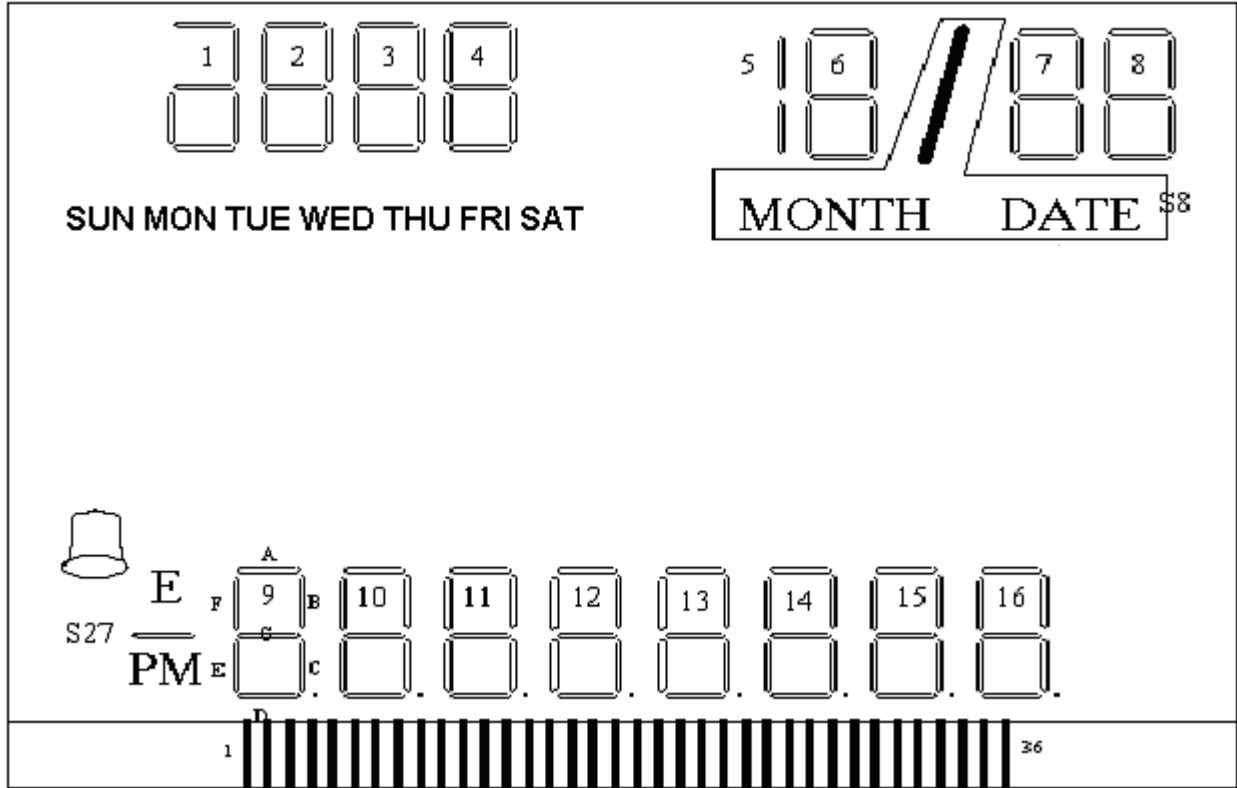 1 2 3 4 5 6 7 8
SUN MON TUE WED THU FRI SAT
MONTH DATE S8
A
E F 9 B 10 11 12 13 14 15 16
S27 G
PM E C
D
1 36